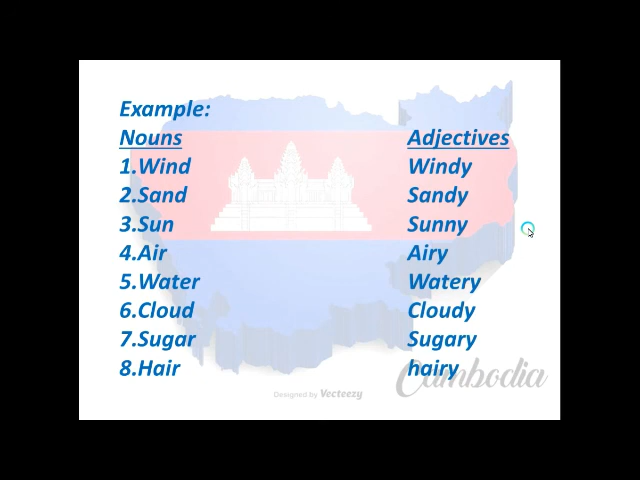 Example:
Nouns Adjectives
1.Wind Windy
2.Sand Sandy
3.Sun Sunny
4.Air Airy
5.Water Watery
6.Cloud Cloudy
7.Sugar Sugary
8.Hair hairy
Cambodia
Designed by Vecteezy